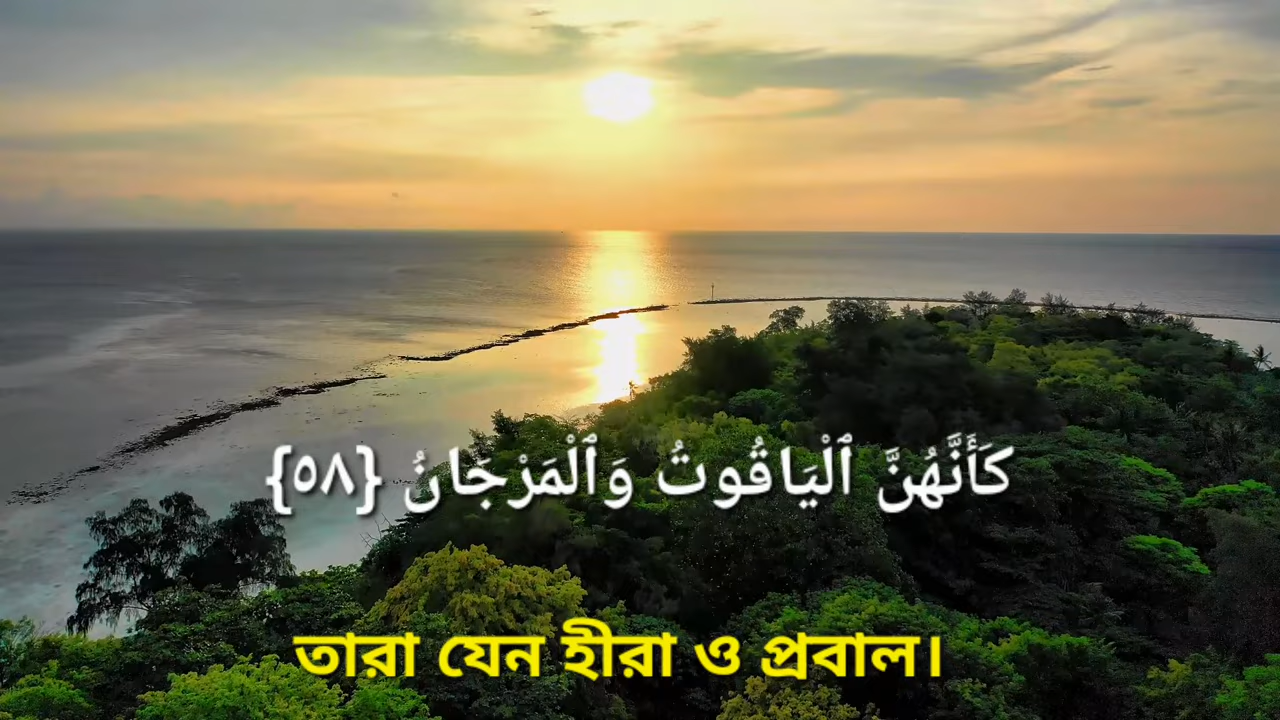 كَأَنَّهُنَّ ٱلْيَاقُوتُ وَٱلْمَرْجَانُ {٥٨}
তারা যেন হীরা ও প্রবাল।